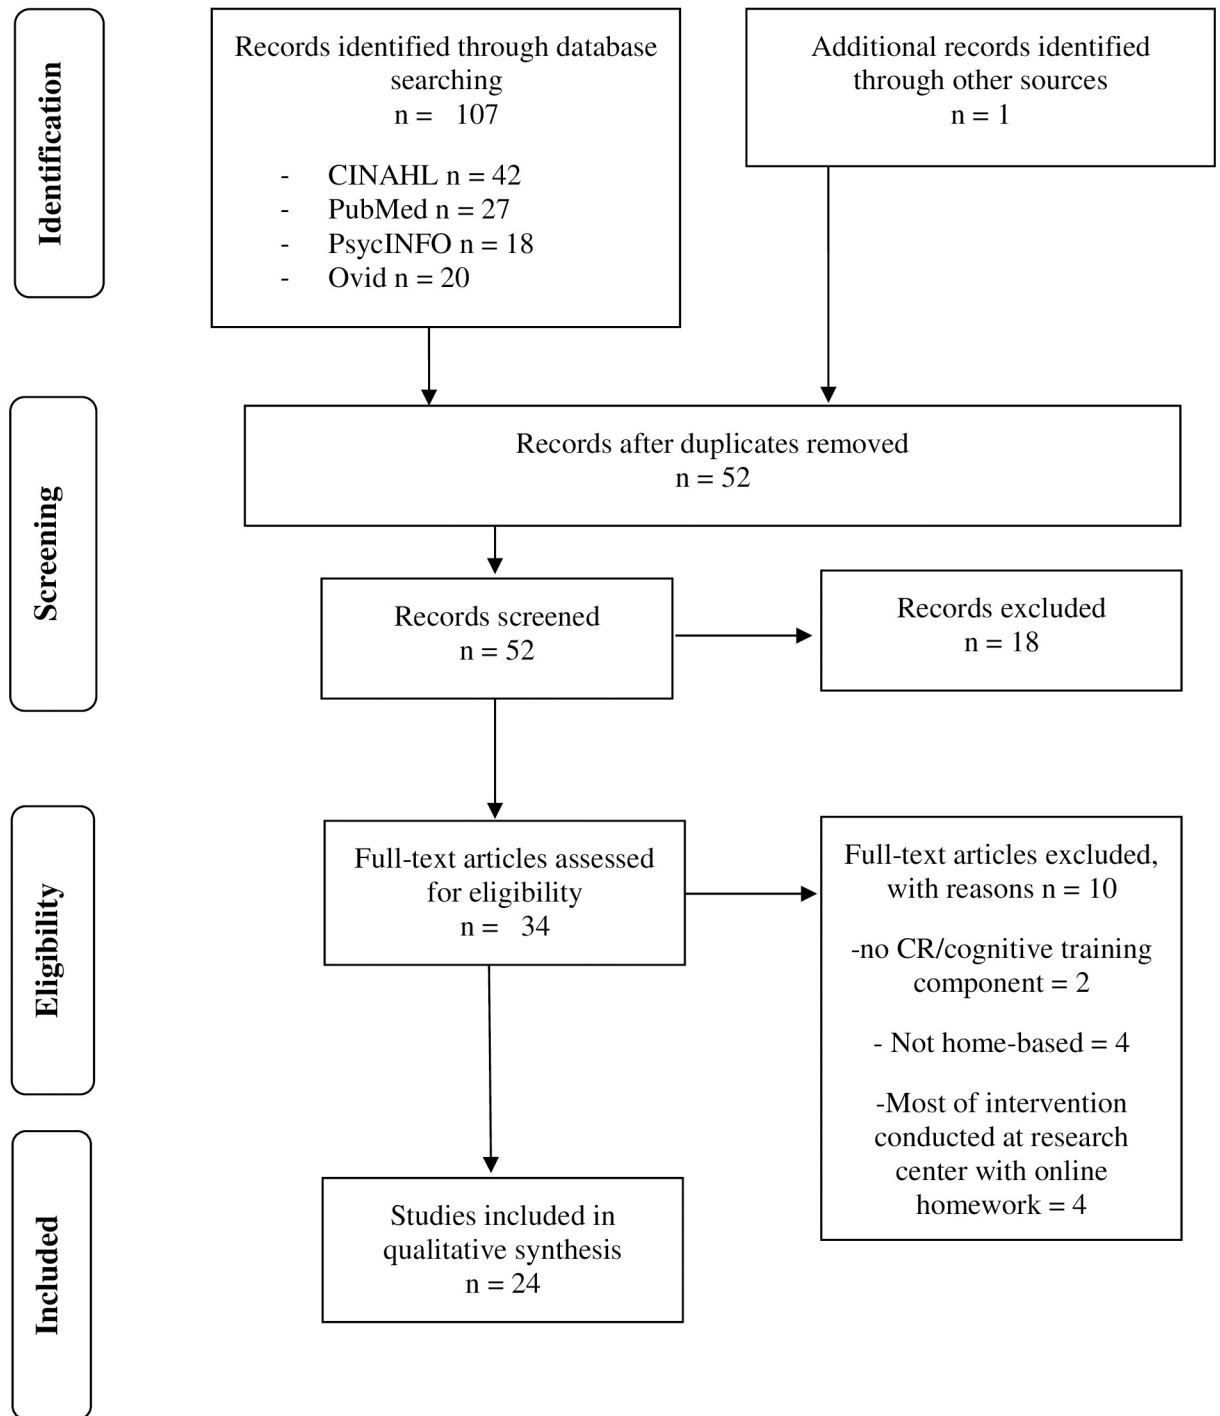 Identification
Records identified through database
searching
n =   107
-     CINAHL n = 42
-     PubMed n = 27
-     PsycINFO n = 18
-     Ovid n = 20
Additional records identified
through other sources
n = 1
Screening
Records after duplicates removed
n = 52
Records screened
n = 52
Records excluded
n = 18
Eligibility
Full-text articles assessed
for eligibility
n =   34
Full-text articles excluded,
with reasons n = 10
-no CR/cognitive training
component = 2
- Not home-based = 4
-Most of intervention
conducted at research
center with online
homework = 4
Included
Studies included in
qualitative synthesis
n = 24